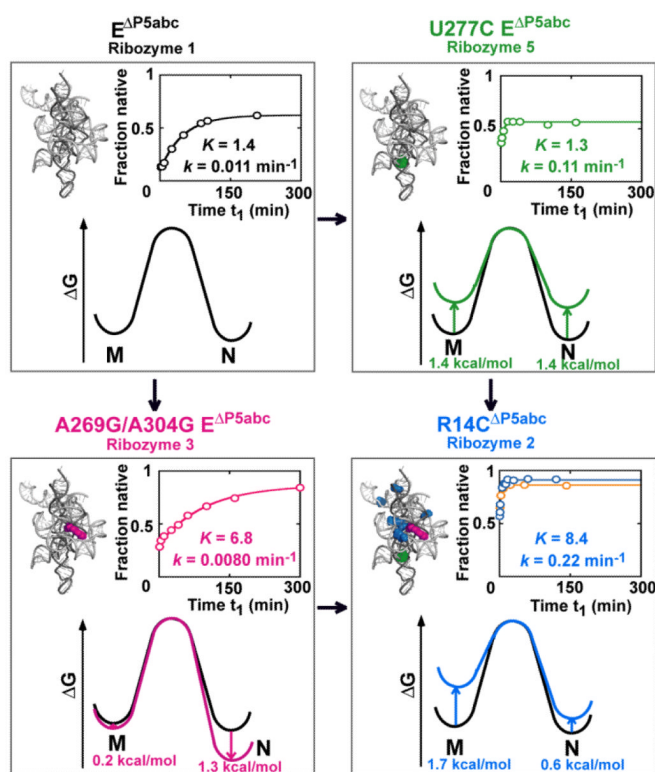 E^ΔP5abc
Ribozyme 1
Fraction native
1
0.5
K = 1.4
k = 0.011 min⁻¹
0
150
300
Time t₁ (min)
ΔG
M
N
U277C E^ΔP5abc
Ribozyme 5
Fraction native
1
0.5
K = 1.3
k = 0.11 min⁻¹
0
150
300
Time t₁ (min)
ΔG
M
N
1.4 kcal/mol
1.4 kcal/mol
A269G/A304G E^ΔP5abc
Ribozyme 3
Fraction native
1
0.5
K = 6.8
k = 0.0080 min⁻¹
0
0
150
300
Time t₁ (min)
ΔG
M
N
0.2 kcal/mol
1.3 kcal/mol
R14C^ΔP5abc
Ribozyme 2
Fraction native
1
0.5
K = 8.4
k = 0.22 min⁻¹
0
150
300
Time t₁ (min)
ΔG
M
N
1.7 kcal/mol
0.6 kcal/mol